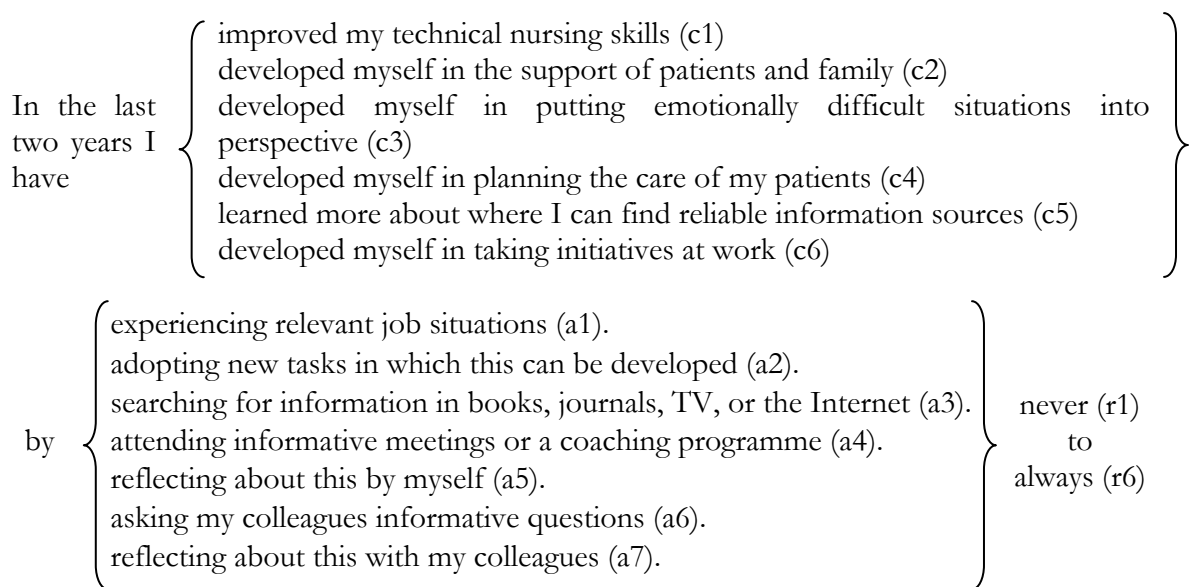 improved my technical nursing skills (c1)
developed myself in the support of patients and family (c2)
In the last
developed myself in putting emotionally difficult situations into
two years I
perspective (c3)
have
developed myself in planning the care of my patients (c4)
learned more about where I can find reliable information sources (c5)
developed myself in taking initiatives at work (c6)
experiencing relevant job situations (a1).
adopting new tasks in which this can be developed (a2).
searching for information in books, journals, TV, or the Internet (a3).
by
attending informative meetings or a coaching programme (a4).
reflecting about this by myself (a5).
asking my colleagues informative questions (a6).
reflecting about this with my colleagues (a7).
never (r1)
to
always (r6)